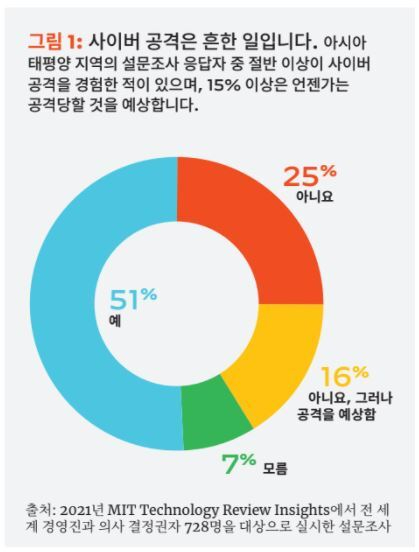 그림 1: 사이버 공격은 흔한 일입니다. 아시아
태평양 지역의 설문조사 응답자 중 절반 이상이 사이버
공격을 경험한 적이 있으며, 15% 이상은 언젠가는
공격당할 것을 예상합니다.
25%
아니요
51%
예
16%
아니요, 그러나
공격을 예상함
7% 모름
출처: 2021년 MIT Technology Review Insights에서 전 세
계 경영진과 의사 결정권자 728명을 대상으로 실시한 설문조사